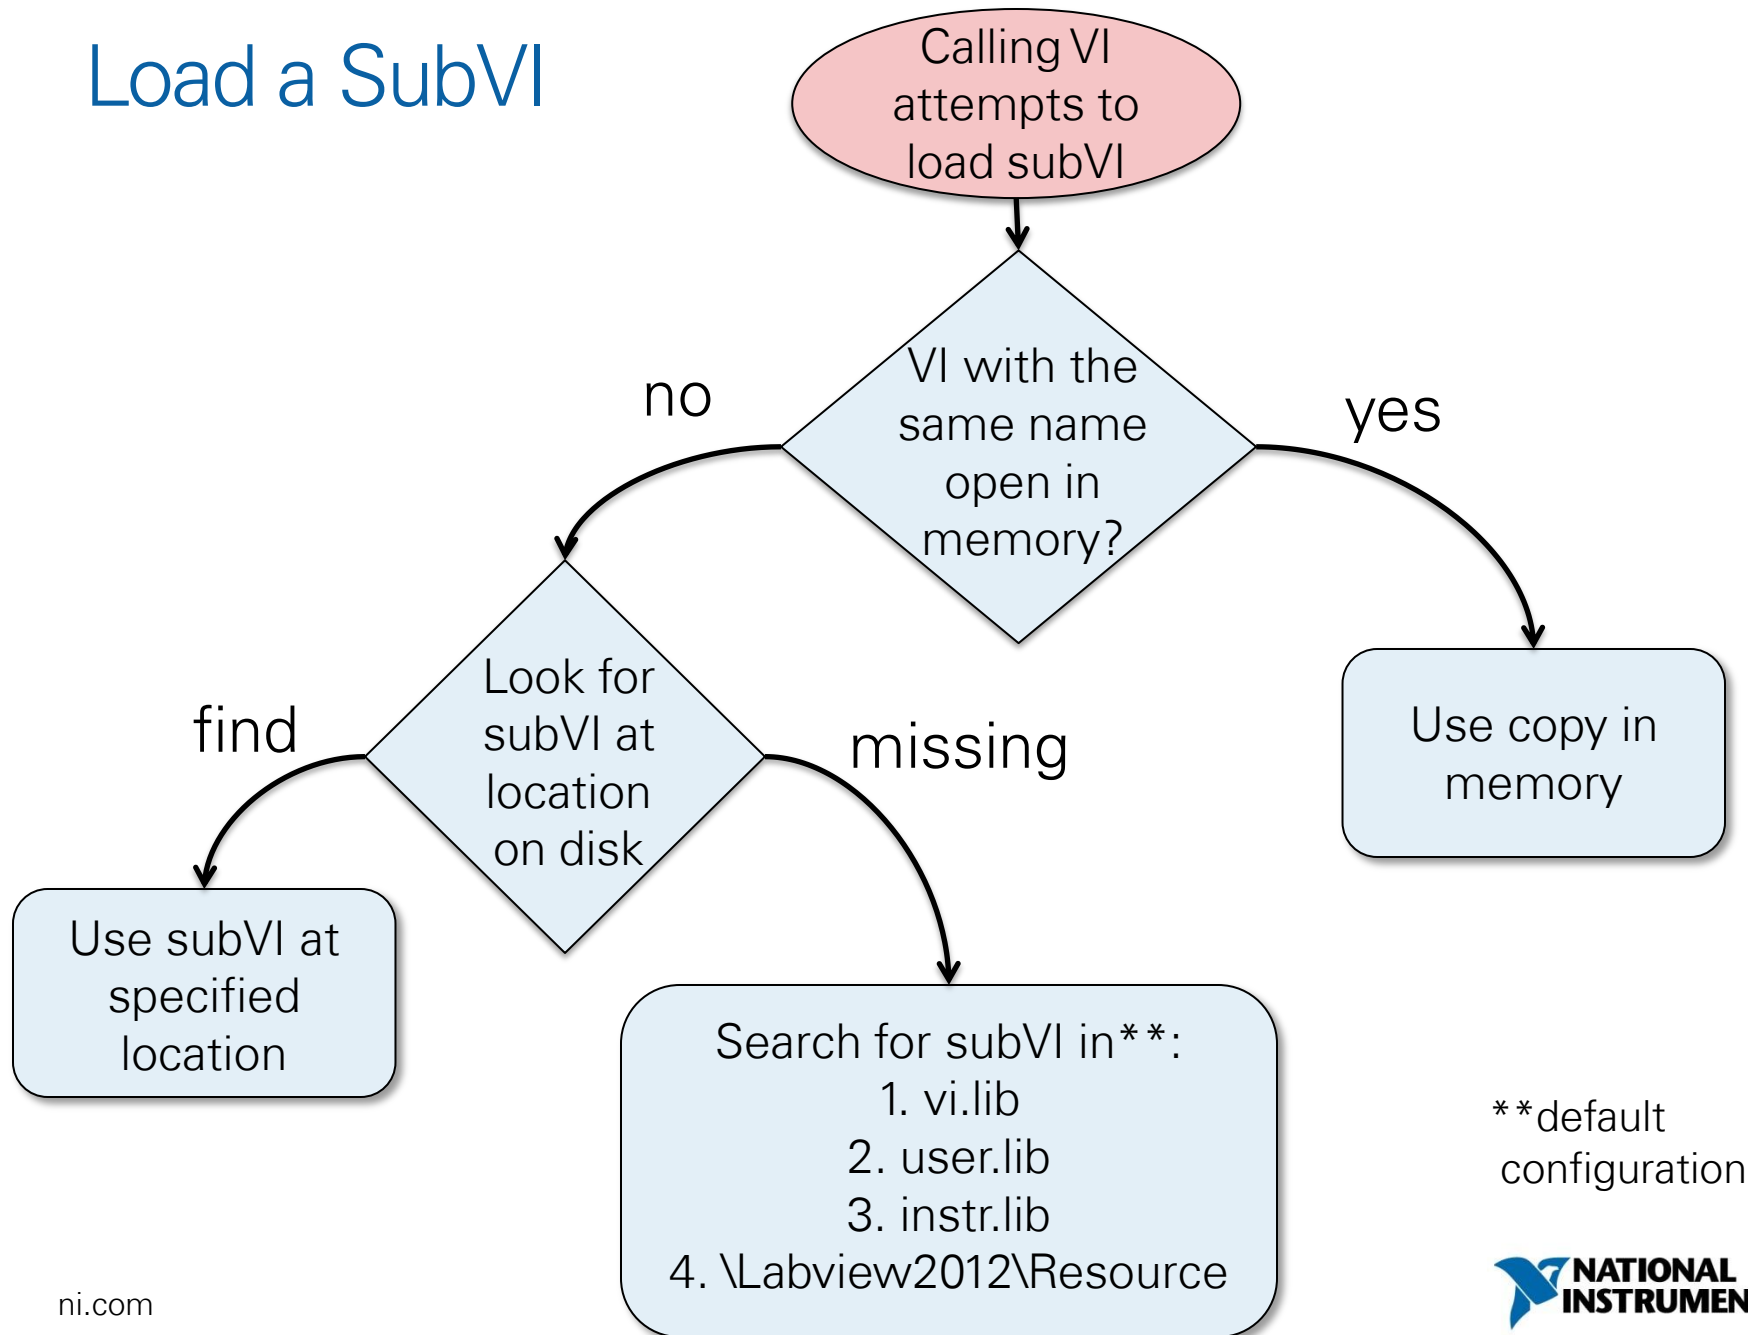 Load a SubVI
Calling VI
attempts to
load subVI
VI with the
same name
open in
memory?
no
yes
Look for
subVI at
location
on disk
find
missing
Use copy in
memory
Use subVI at
specified
location
Search for subVI in**:
1. vi.lib
2. user.lib
3. instr.lib
4. \Labview2012\Resource
**default
configuration
ni.com
NATIONAL
INSTRUMEN